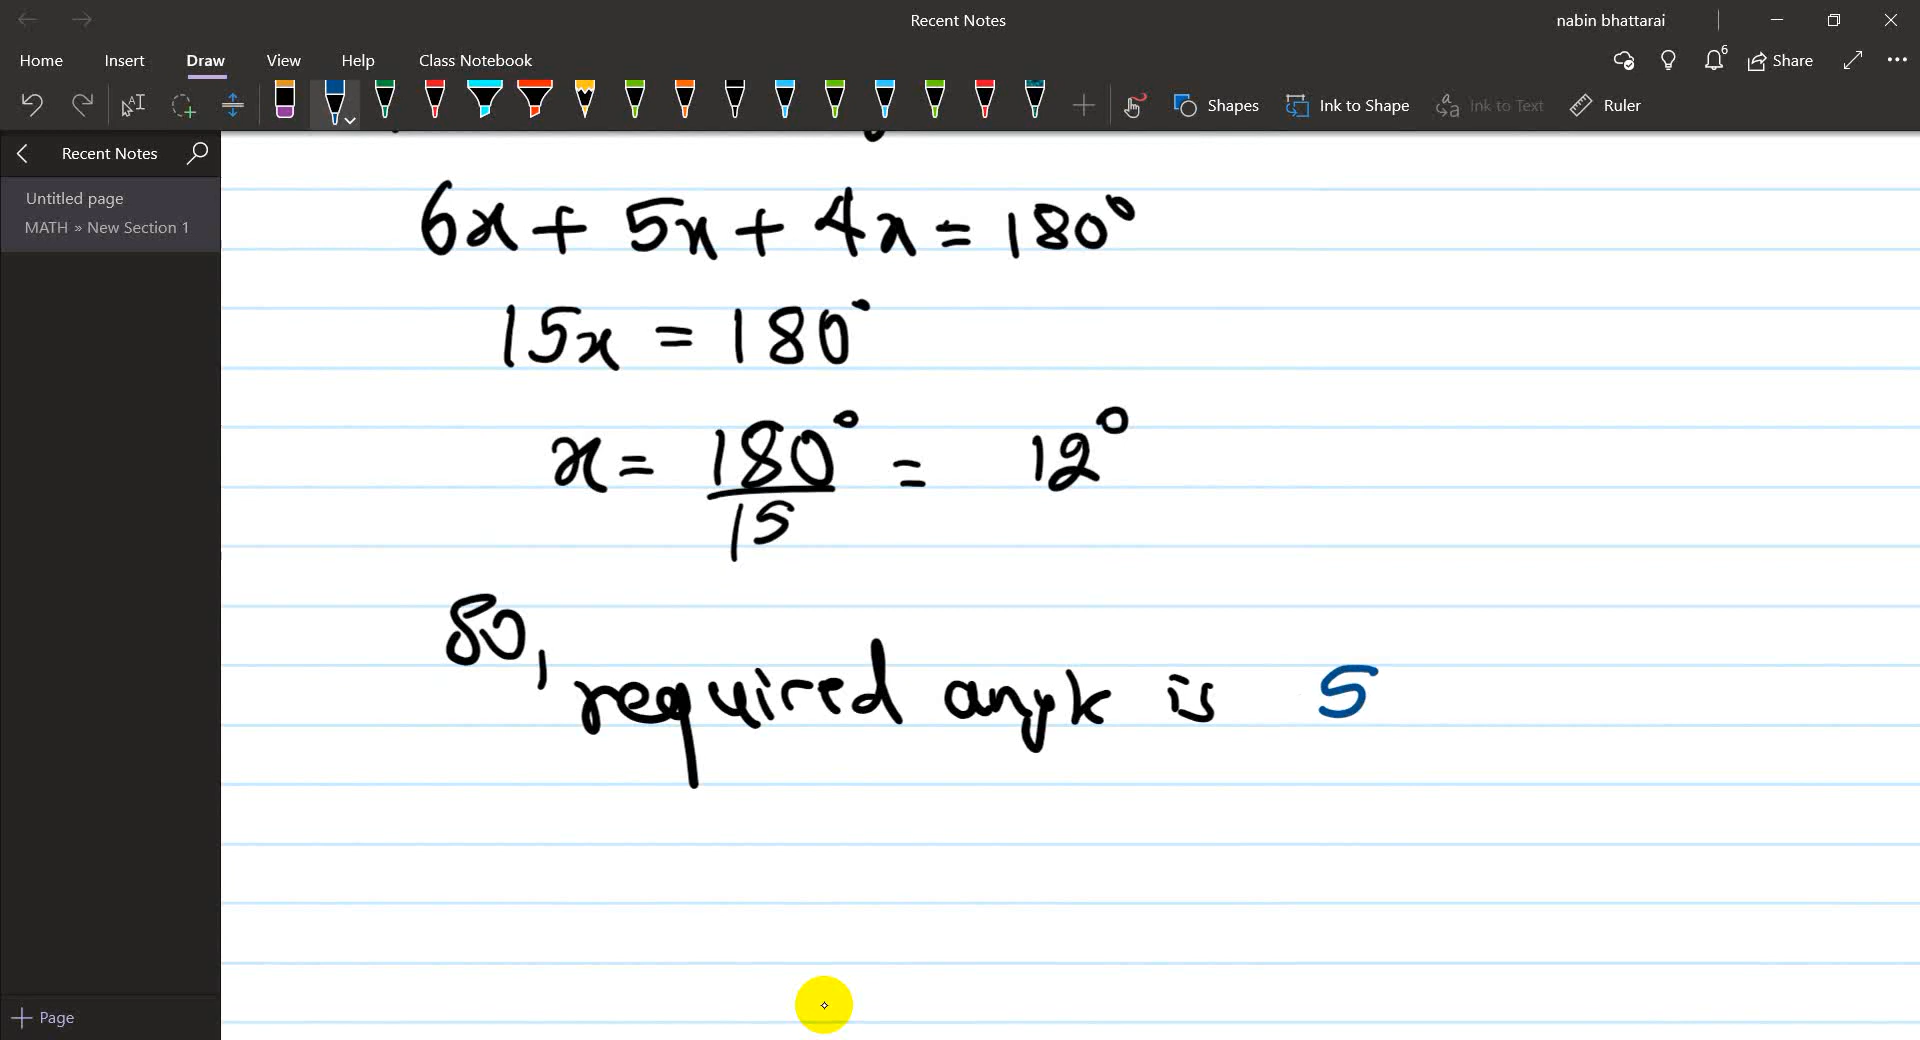 Recent Notes
nabin bhattarai
Home Insert Draw View Help Class Notebook
6
Share
Shapes Ink to Shape Ink to Text Ruler
Recent Notes
Untitled page
MATH » New Section 1
6x + 5x + 4x = 180°
15x = 180°
x = 180° / 15 = 12°
So, required angle is 5
Page